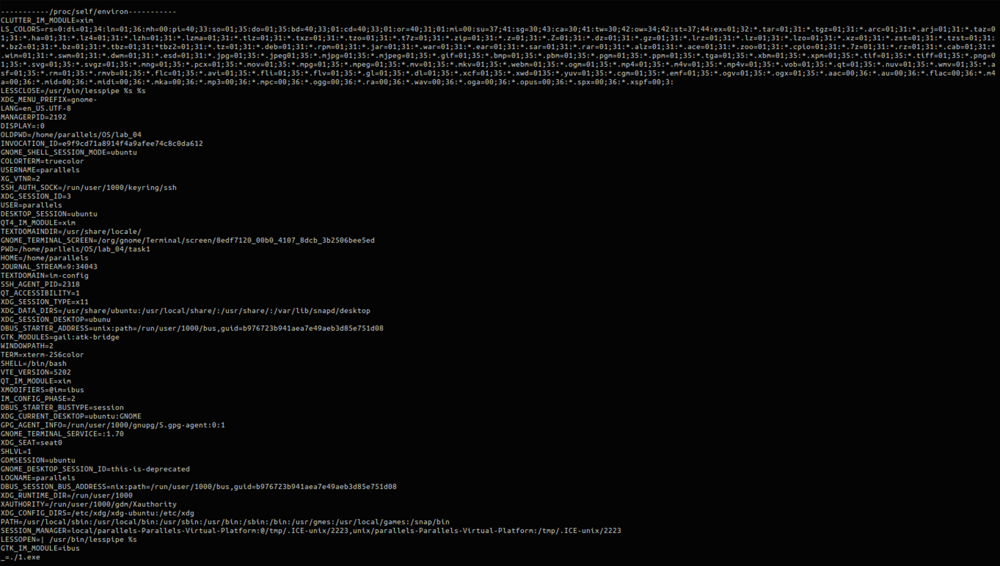 -----------/proc/self/environ-----------
CLUTTER_IM_MODULE=xim
LS_COLORS=rs=0:di=01;34:ln=01;36:mh=00:pi=40;33:so=01;35:do=01;35:bd=40;33;01:cd=40;33;01:or=40;31;01:mi=00:su=37;41:sg=30;43:ca=30;41:tw=30;42:ow=34;42:st=37;44:ex=01;32:*.tar=01;31:*.tgz=01;31:*.arc=01;31:*.arj=01;31:*.taz=0
1;31:*.ha=01;31:*.lz4=01;31:*.lzh=01;31:*.lzma=01;31:*.tlz=01;31:*.txz=01;31:*.tzo=01;31:*.t7z=01;31:*.zip=01;31:*.z=01;31:*.Z=01;31:*.dz=01;31:*.gz=01;31:*.lrz=01;31:*.lz=01;31:*.lzo=01;31:*.xz=01;31:*.zst=01;31:*.tzst=01;31:
*.bz2=01;31:*.bz=01;31:*.tbz=01;31:*tbz2=01;31:*.tz=01;31:*.deb=01;31:*.rpm=01;31:*.jar=01;31:*.war=01;31:*.ear=01;31:*.sar=01;31:*.rar=01;31:*.alz=01;31:*.ace=01;31:*.zoo=01;31:*.cpio=01;31:*.7z=01;31:*.rz=01;31:*.cab=01;31:*
.wim=01;31:*.swm=01;31:*.dwm=01;31:*.esd=01;31:*.jpg=01;35:*.jpeg01;35:*.mjpg=01;35:*.mjpeg=01;35:*.gif=01;35:*.bmp=01;35:*.pbm=01;35:*.pgm=01;35:*.ppm=01;35:*.tga=01;35:*.xbm=01;35:*.xpm=01;35:*.tif=01;35:*.tiff=01;35:*.png=0
1;35:*.svg=01;35:*.svgz=01;35:*.mng=01;35:*.pcx=01;35:*.mov=01;35:*.mpg=01;35:*.mpeg=01;35:*.mv=01;35:*.mkv=01;35:*.webm=01;35:*.ogm=01;35:*.mp4=01;35:*.m4v=01;35:*.mp4v=01;35:*.vob=01;35:*.qt=01;35:*.nuv=01;35:*.wmv=01;35:*.a
sf=01;35:*.rm=01;35:*.rmvb=01;35:*.flc=01;35:*.avi=01;35:*.fli=01;35:*.flv=01;35:*.gl=01;35:*.dl=01;35:*.xcf=01;35:*.xwd=0135:*.yuv=01;35:*.cgm=01;35:*.emf=01;35:*.ogv=01;35:*.ogx=01;35:*.aac=00;36:*.au=00;36:*.flac=00;36:*.m4
a=00;36:*.mid=00;36:*.midi=00;36:*.mka=00;36:*.mp3=00;36:*.mpc=00;36:*.ogg=00;36:*.ra=00;36:*.wav=00;36:*.oga=00;36:*.opus=00;36:*.spx=00;36:*.xspf=00;3:
LESSCLOSE=/usr/bin/lesspipe %s %s
XDG_MENU_PREFIX=gnome-
LANG=en_US.UTF-8
MANAGERPID=2192
DISPLAY=:0
OLDPWD=/home/parallels/OS/lab_04
INVOCATION_ID=e9f9cd71a8914f4a9afee74c8c0da612
GNOME_SHELL_SESSION_MODE=ubuntu
COLORTERM=truecolor
USERNAME=parallels
XG_VTNR=2
SSH_AUTH_SOCK=/run/user/1000/keyring/ssh
XDG_SESSION_ID=3
USER=parallels
DESKTOP_SESSION=ubuntu
QT4_IM_MODULE=xim
TEXTDOMAINDIR=/usr/share/locale/
GNOME_TERMINAL_SCREEN=/org/gnome/Terminal/screen/8edf7120_00b0_4107_8dcb_3b2506bee5ed
PWD=/home/parllels/OS/lab_04/task1
HOME=/home/parallels
JOURNAL_STREAM=9:34043
TEXTDOMAIN=im-config
SSH_AGENT_PID=2318
QT_ACCESSIBILITY=1
XDG_SESSION_TYPE=x11
XDG_DATA_DIRS=/usr/share/ubuntu:/usr/local/share/:/usr/share/:/var/lib/snapd/desktop
XDG_SESSION_DESKTOP=ubunu
DBUS_STARTER_ADDRESS=unix:path=/run/user/1000/bus,guid=b976723b941aea7e49aeb3d85e751d08
GTK_MODULES=gail:atk-bridge
WINDOWPATH=2
TERM=xterm-256color
SHELL=/bin/bash
VTE_VERSION=5202
QT_IM_MODULE=xim
XMODIFIERS=@im=ibus
IM_CONFIG_PHASE=2
DBUS_STARTER_BUSTYPE=session
XDG_CURRENT_DESKTOP=ubuntu:GNOME
GPG_AGENT_INFO=/run/user/1000/gnupg/S.gpg-agent:0:1
GNOME_TERMINAL_SERVICE=:1.70
XDG_SEAT=seat0
SHLVL=1
GDMSESSION=ubuntu
GNOME_DESKTOP_SESSION_ID=this-is-deprecated
LOGNAME=parallels
DBUS_SESSION_BUS_ADDRESS=nix:path=/run/user/1000/bus,guid=b976723b941aea7e49aeb3d85e751d08
XDG_RUNTIME_DIR=/run/user/1000
XAUTHORITY=/run/user/1000/gdm/Xauthority
XDG_CONFIG_DIRS=/etc/xdg/xdg-ubuntu:/etc/xdg
PATH=/usr/local/sbin:/usr/local/bin:/usr/sbin:/usr/bin:/sbin:/bin:/usr/gmes:/usr/local/games:/snap/bin
SESSION_MANAGER=local/parallels-Parallels-Virtual-Platform:@/tmp/.ICE-unix/2223,unix/parallels-Parallels-Virtual-Platform:/tmp/.ICE-unix/2223
LESSOPEN=| /usr/bin/lesspipe %s
GTK_IM_MODULE=ibus
_=./1.exe